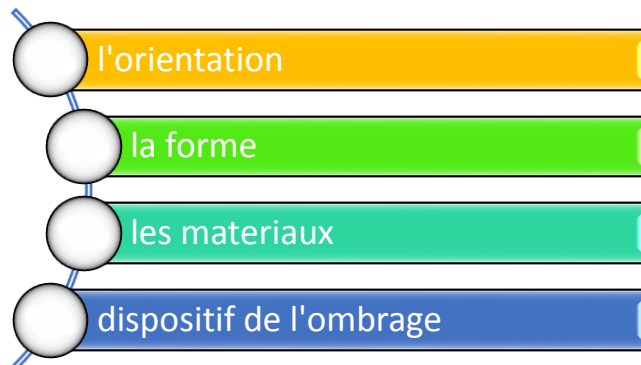 l'orientation
la forme
les materiaux
dispositif de l'ombrage